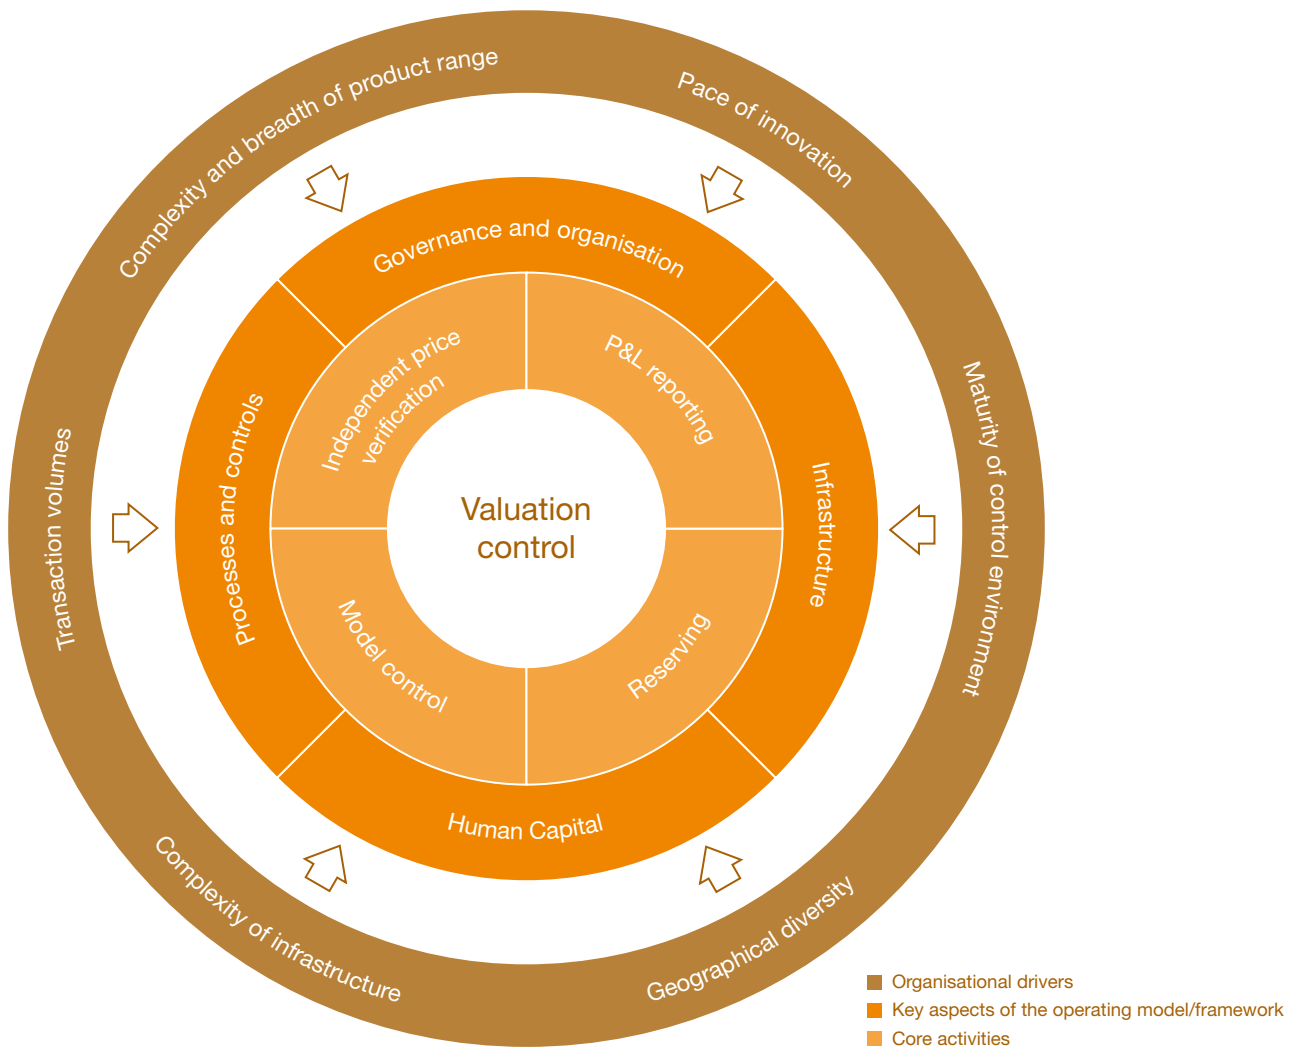 Complexity and breadth of product range
Pace of innovation
Maturity of control environment
Geographical diversity
Complexity of infrastructure
Transaction volumes
Governance and organisation
Infrastructure
Human Capital
Processes and controls
Independent price
verification
P&L reporting
Reserving
Model control
Valuation
control
Organisational drivers
Key aspects of the operating model/framework
Core activities